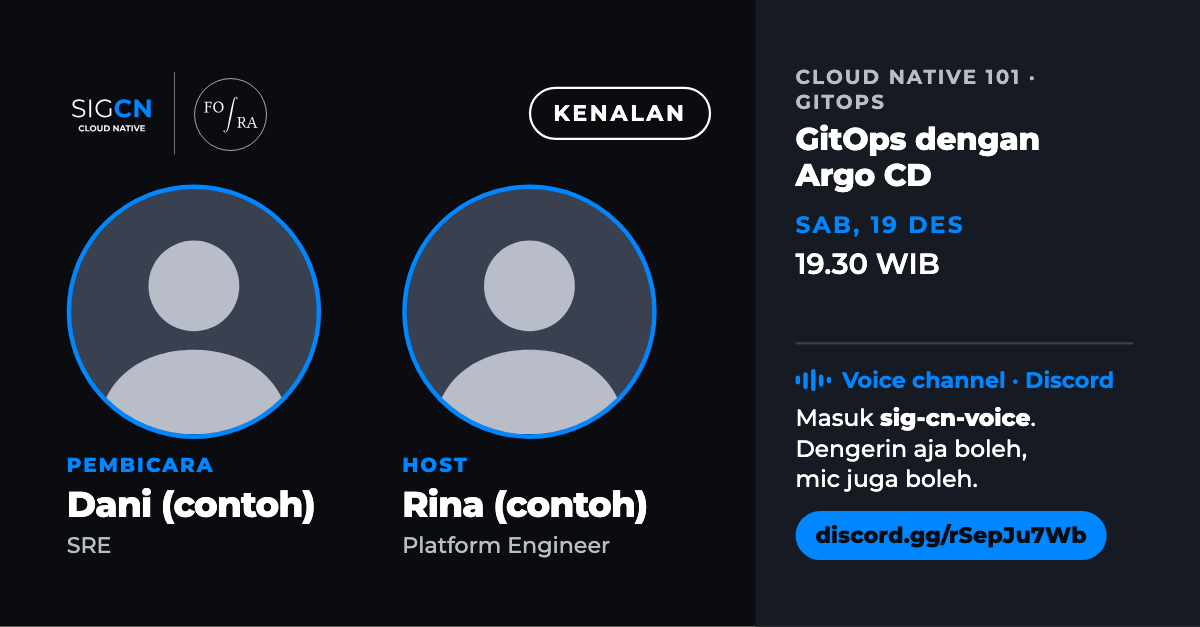 SIGCN
CLOUD NATIVE
FO
RA
KENALAN
PEMBICARA
Dani (contoh)
SRE
HOST
Rina (contoh)
Platform Engineer
CLOUD NATIVE 101 ·
GITOPS
GitOps dengan
Argo CD
SAB, 19 DES
19.30 WIB
Voice channel · Discord
Masuk sig-cn-voice.
Dengerin aja boleh,
mic juga boleh.
discord.gg/rSepJu7Wb